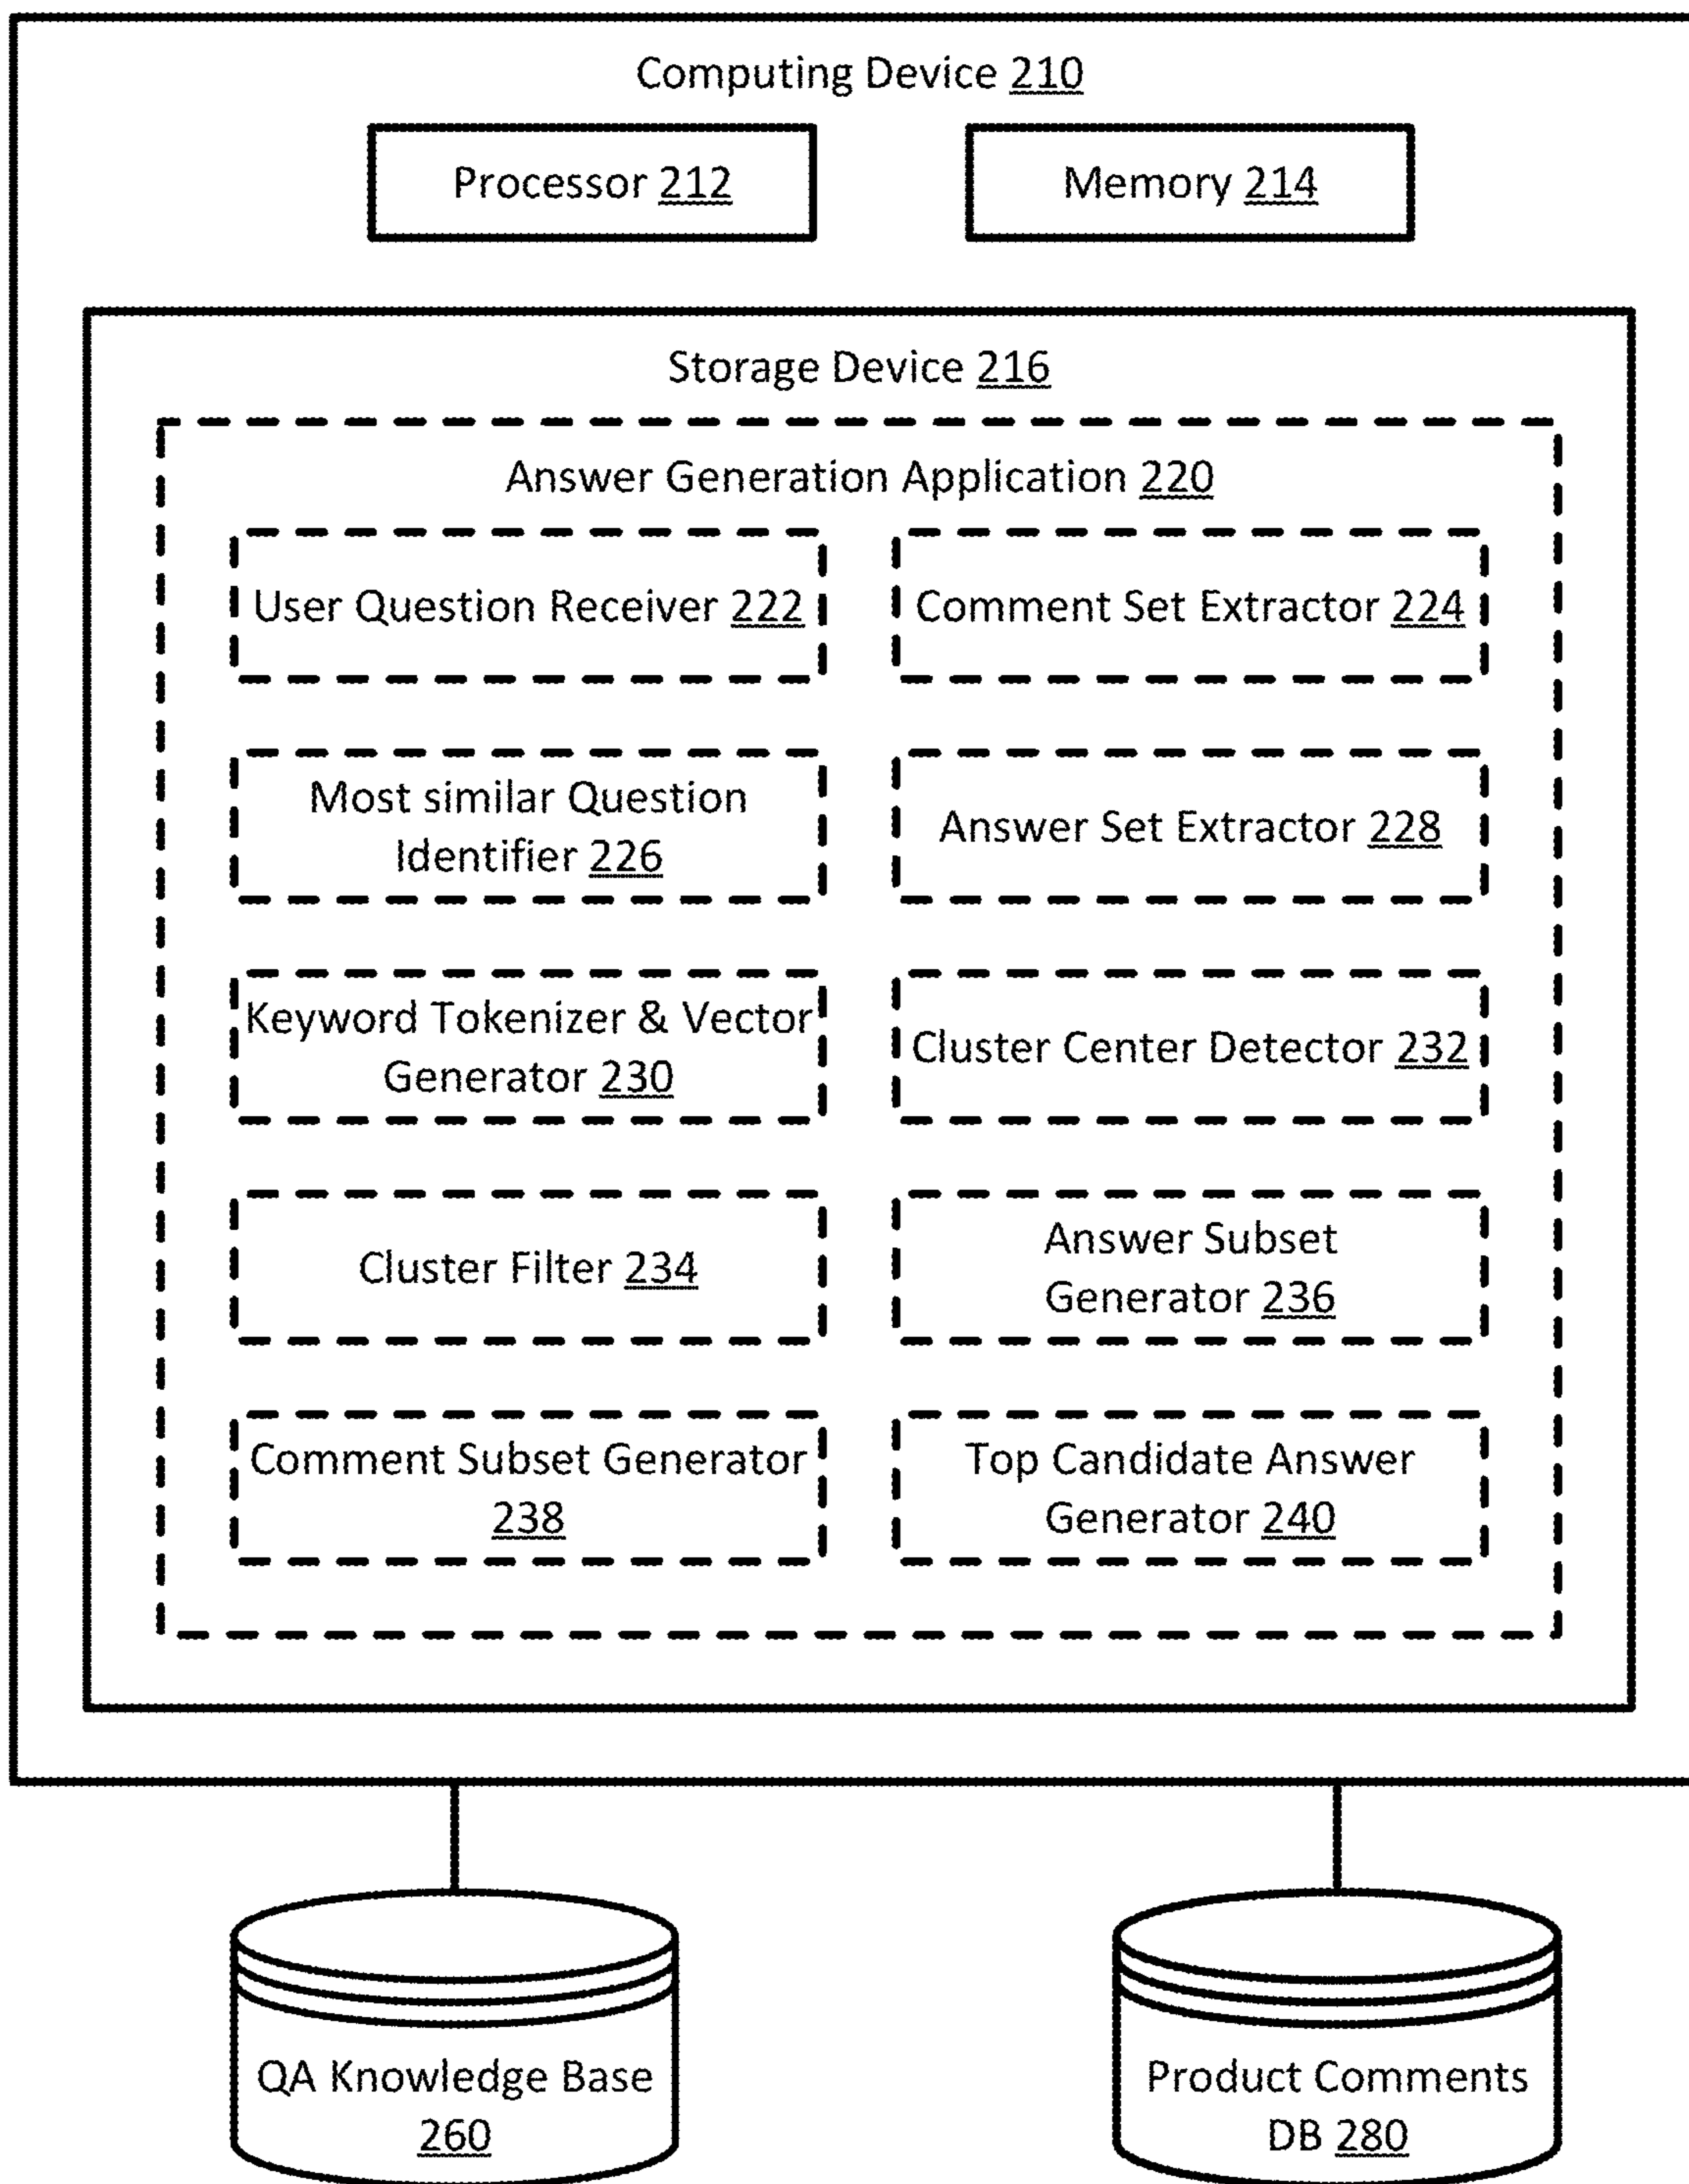 Computing Device 210
Processor 212
Memory 214
Storage Device 216
Answer Generation Application 220
User Question Receiver 222
Comment Set Extractor 224
Most similar Question
Identifier 226
Answer Set Extractor 228
Keyword Tokenizer & Vector
Generator 230
Cluster Center Detector 232
Cluster Filter 234
Answer Subset
Generator 236
Comment Subset Generator
238
Top Candidate Answer
Generator 240
QA Knowledge Base
260
Product Comments
DB 280